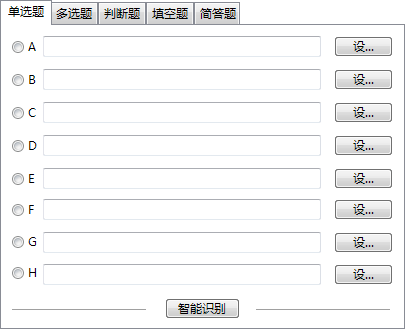 单选题 多选题 判断题 填空题 简答题
A 设...
B 设...
C 设...
D 设...
E 设...
F 设...
G 设...
H 设...
智能识别